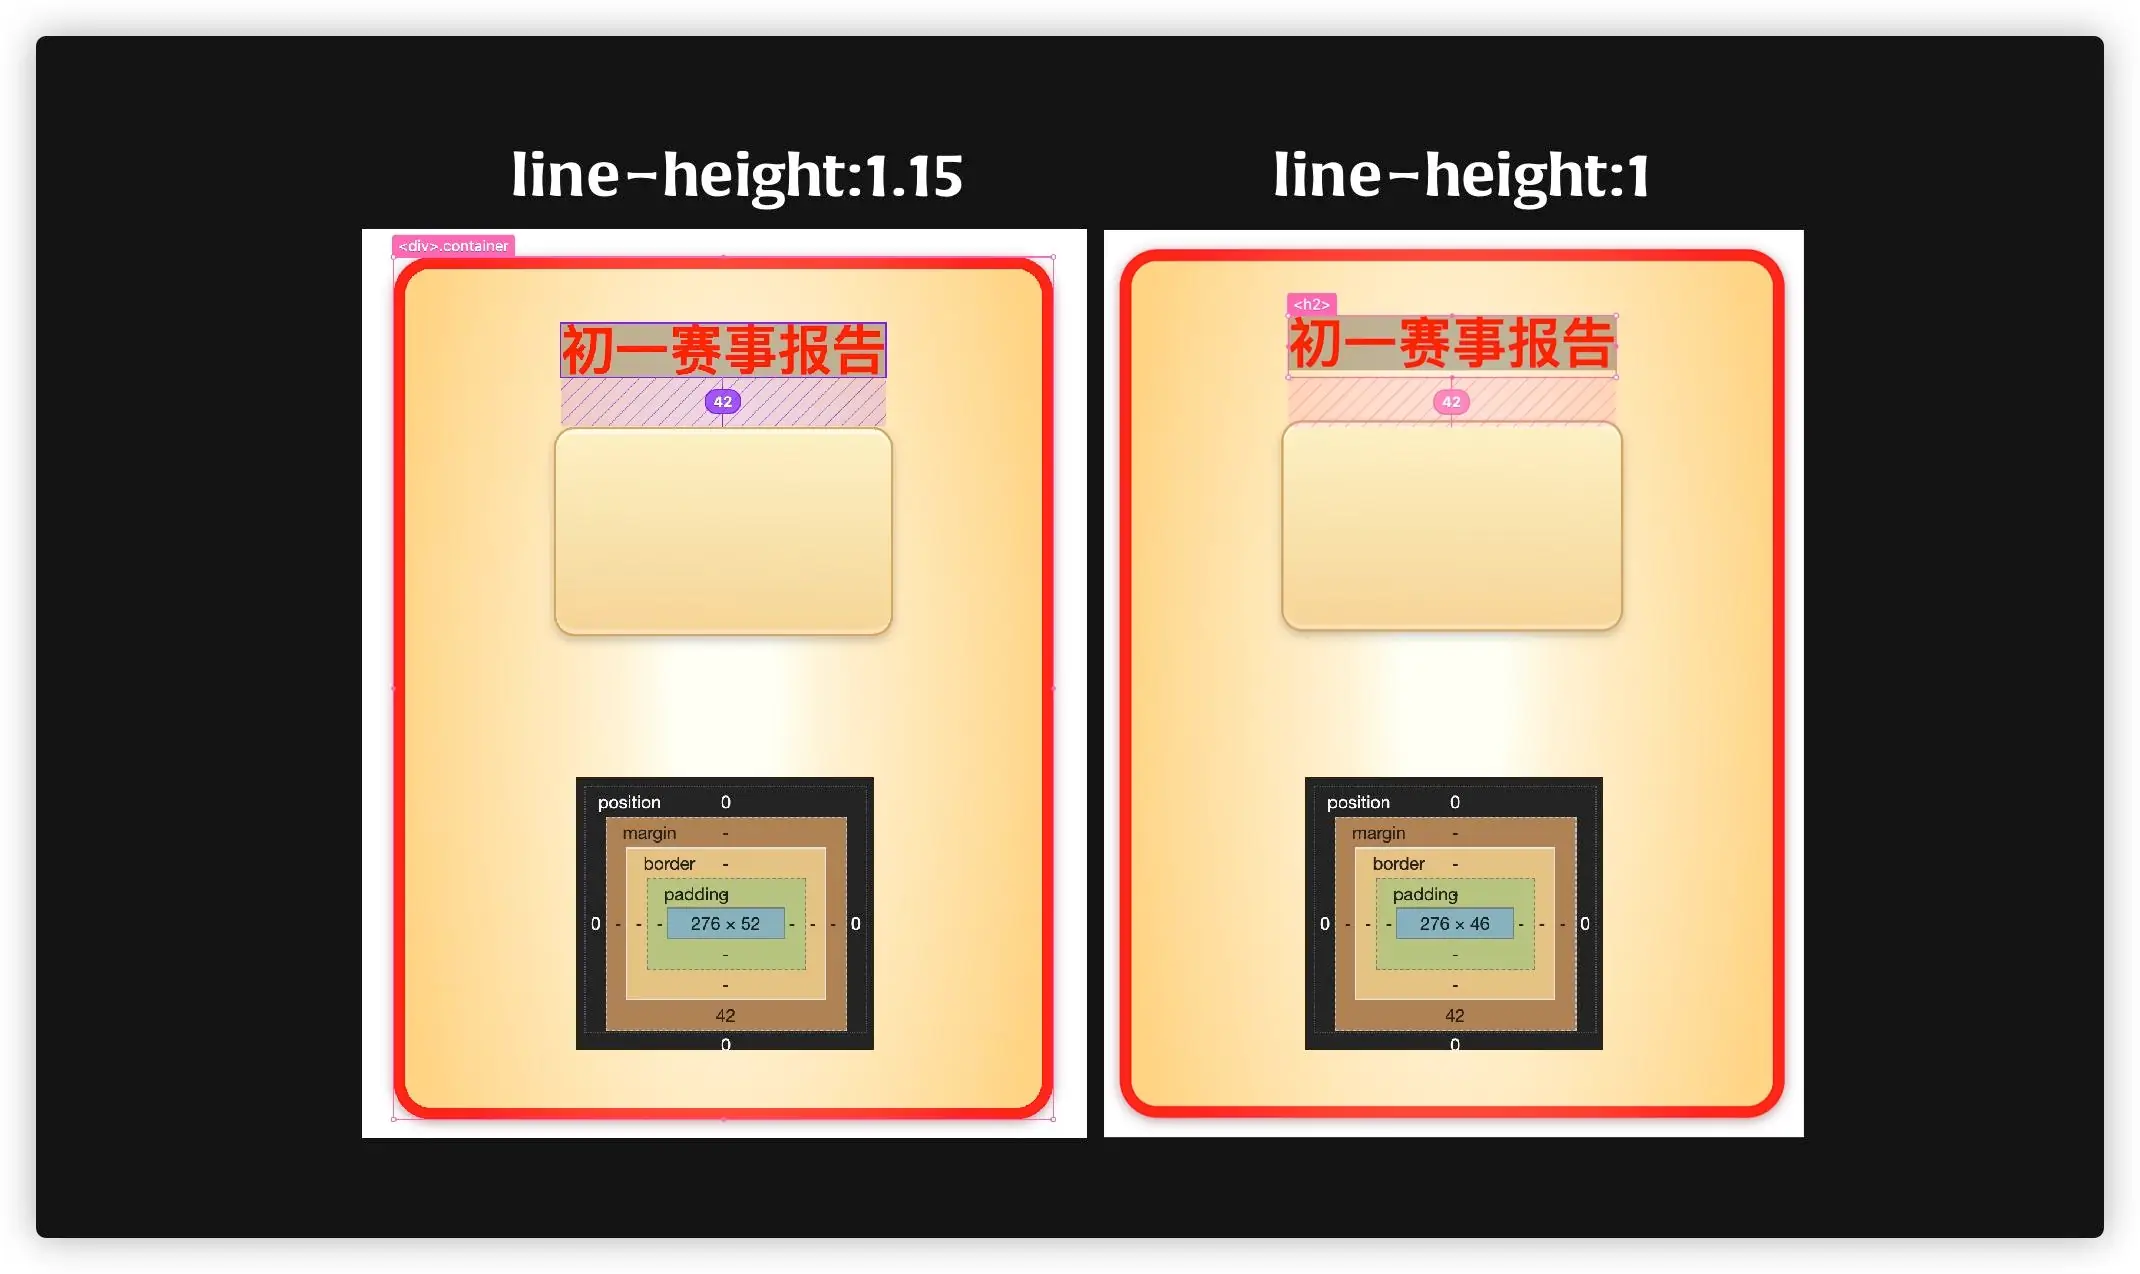 line-height:1.15
<div>.container
初一赛事报告
42
position 0
margin -
border -
padding -
0 - - - 276 × 52 - - - 0
-
-
42
0
line-height:1
<h2>
初一赛事报告
42
position 0
margin -
border -
padding -
0 - - - 276 × 46 - - - 0
-
-
42
0